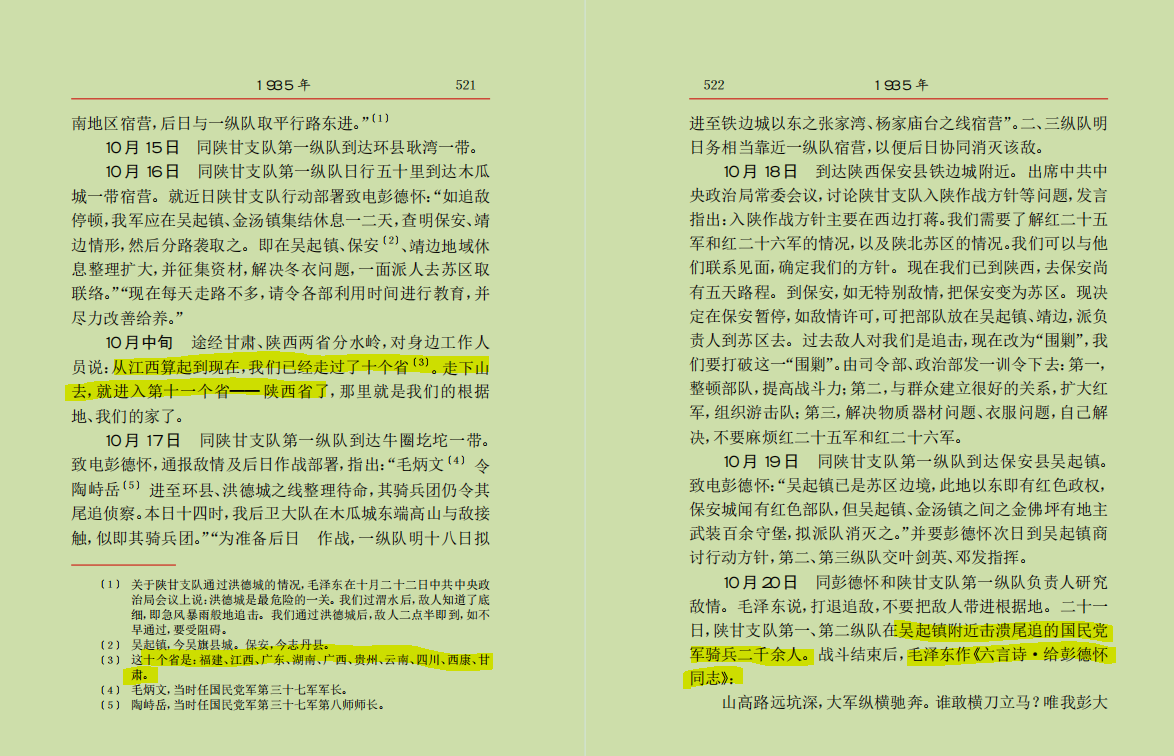 1935年 521
南地区宿营，后日与一纵队取平行路东进。”〔1〕
10月15日 同陕甘支队第一纵队到达环县耿湾一带。
10月16日 同陕甘支队第一纵队日行五十里到达木瓜
城一带宿营。就近日陕甘支队行动部署致电彭德怀：“如追敌
停顿，我军应在吴起镇、金汤镇集结休息一二天，查明保安、靖
边情形，然后分路袭取之。即在吴起镇、保安〔2〕、靖边地域休
息整理扩大，并征集资材，解决冬衣问题，一面派人去苏区取
联络。”“现在每天走路不多，请令各部利用时间进行教育，并
尽力改善给养。”
10月中旬 途经甘肃、陕西两省分水岭，对身边工作人
员说：从江西算起到现在，我们已经走过了十个省〔3〕。走下山
去，就进入第十一个省——陕西省了，那里就是我们的根据
地、我们的家了。
10月17日 同陕甘支队第一纵队到达牛圈圪坨一带。
致电彭德怀，通报敌情及后日作战部署，指出：“毛炳文〔4〕令
陶峙岳〔5〕进至环县、洪德城之线整理待命，其骑兵团仍令其
尾追侦察。本日十四时，我后卫大队在木瓜城东端高山与敌接
触，似即其骑兵团。”“为准备后日 作战，一纵队明十八日拟
〔1〕 关于陕甘支队通过洪德城的情况，毛泽东在十月二十二日中共中央政
治局会议上说：洪德城是最危险的一关。我们过渭水后，敌人知道了底
细，即急风暴雨般地追击。我们通过洪德城后，敌人二点半即到，如不
早通过，要受阻碍。
〔2〕 吴起镇，今吴旗县城。保安，今志丹县。
〔3〕 这十个省是：福建、江西、广东、湖南、广西、贵州、云南、四川、西康、甘
肃。
〔4〕 毛炳文，当时任国民党军第三十七军军长。
〔5〕 陶峙岳，当时任国民党军第三十七军第八师师长。
522 1935年
进至铁边城以东之张家湾、杨家庙台之线宿营”。二、三纵队明
日务相当靠近一纵队宿营，以便后日协同消灭该敌。
10月18日 到达陕西保安县铁边城附近。出席中共中
央政治局常委会议，讨论陕甘支队入陕作战方针等问题，发言
指出：入陕作战方针主要在西边打蒋。我们需要了解红二十五
军和红二十六军的情况，以及陕北苏区的情况。我们可以与他
们联系见面，确定我们的方针。现在我们已到陕西，去保安尚
有五天路程。到保安，如无特别敌情，把保安变为苏区。现决
定在保安暂停，如敌情许可，可把部队放在吴起镇、靖边，派负
责人到苏区去。过去敌人对我们是追击，现在改为“围剿”，我
们要打破这一“围剿”。由司令部、政治部发一训令下去：第一，
整顿部队，提高战斗力；第二，与群众建立很好的关系，扩大红
军，组织游击队；第三，解决物质器材问题、衣服问题，自己解
决，不要麻烦红二十五军和红二十六军。
10月19日 同陕甘支队第一纵队到达保安县吴起镇。
致电彭德怀：“吴起镇已是苏区边境，此地以东即有红色政权，
保安城闻有红色部队，但吴起镇、金汤镇之间之金佛坪有地主
武装百余守堡，拟派队消灭之。”并要彭德怀次日到吴起镇商
讨行动方针，第二、第三纵队交叶剑英、邓发指挥。
10月20日 同彭德怀和陕甘支队第一纵队负责人研究
敌情。毛泽东说，打退追敌，不要把敌人带进根据地。二十一
日，陕甘支队第一、第二纵队在吴起镇附近击溃尾追的国民党
军骑兵二千余人。战斗结束后，毛泽东作《六言诗·给彭德怀
同志》：
山高路远坑深，大军纵横驰奔。谁敢横刀立马？唯我彭大